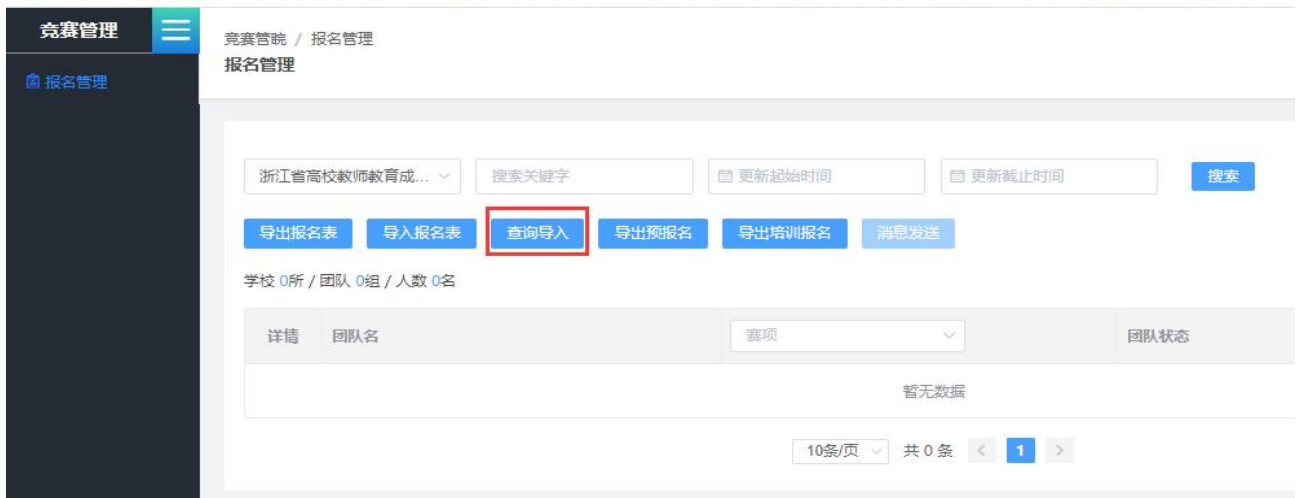 竞赛管理
竞赛管晥 / 报名管理
报名管理
报名管理
浙江省高校教师教育成... 搜索关键字 更新起始时间 更新截止时间 搜索
导出报名表 导入报名表 查询导入 导出预报名 导出培训报名 消息发送
学校 0所 / 团队 0组 / 人数 0名
详情 团队名 赛项 团队状态
暂无数据
10条/页 共 0 条 < 1 >